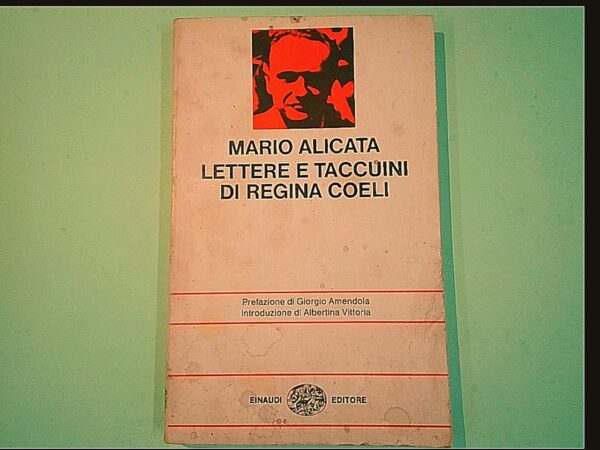 MARIO ALICATA
LETTERE E TACCUINI
DI REGINA COELI
Prefazione di Giorgio Amendola
Introduzione di Albertina Vittoria
EINAUDI EDITORE